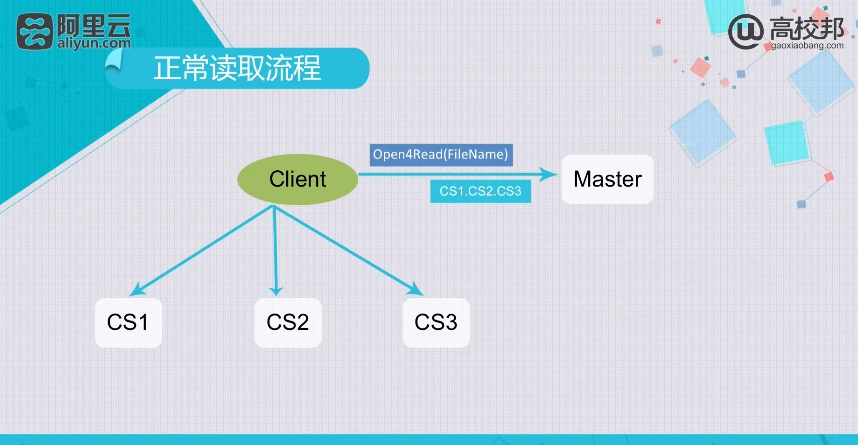 阿里云
aliyun.com
高校邦
gaoxiaobang.com
正常读取流程
Open4Read(FileName)
Client
Master
CS1.CS2.CS3
CS1
CS2
CS3